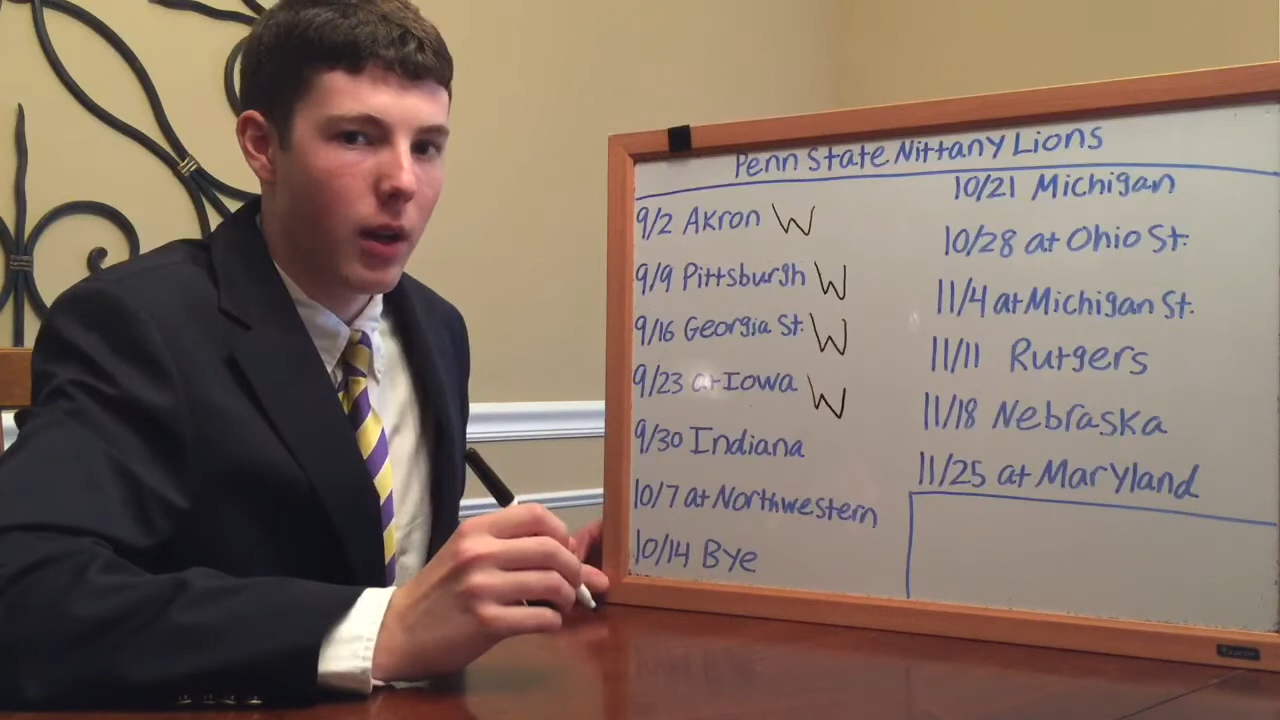 Penn State Nittany Lions
9/2 Akron W
9/9 Pittsburgh W
9/16 Georgia St. W
9/23 at Iowa W
9/30 Indiana
10/7 at Northwestern
10/14 Bye
10/21 Michigan
10/28 at Ohio St.
11/4 at Michigan St.
11/11 Rutgers
11/18 Nebraska
11/25 at Maryland